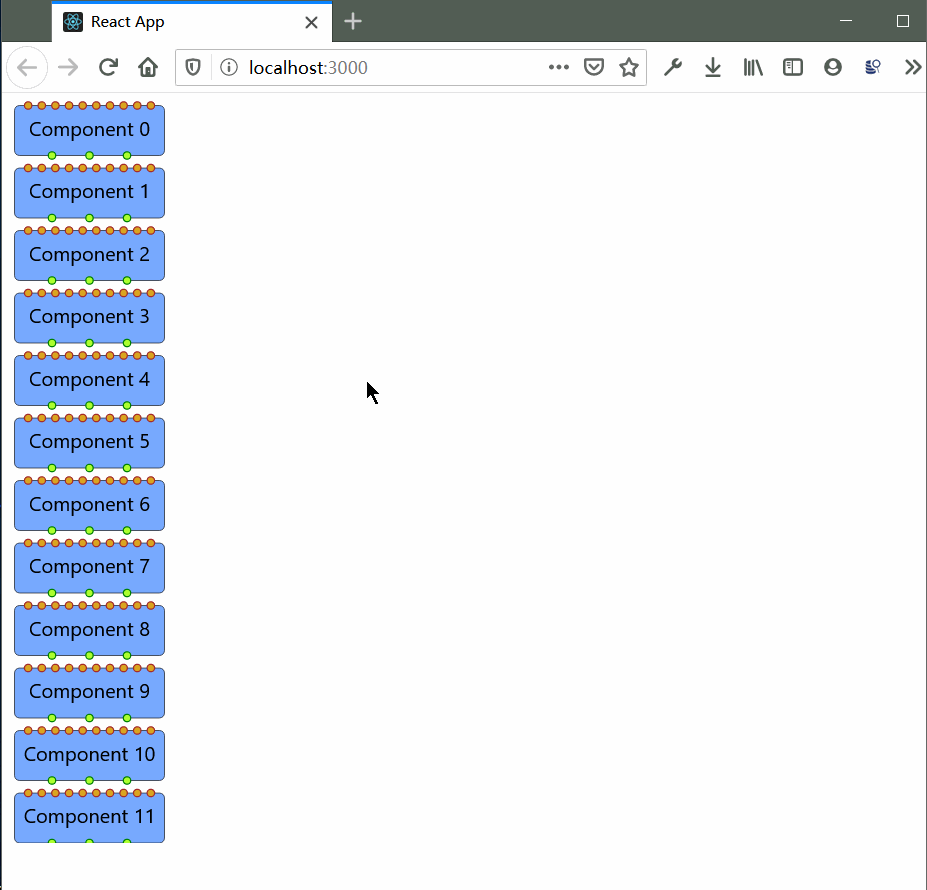 React App
localhost:3000
Component 0
Component 1
Component 2
Component 3
Component 4
Component 5
Component 6
Component 7
Component 8
Component 9
Component 10
Component 11